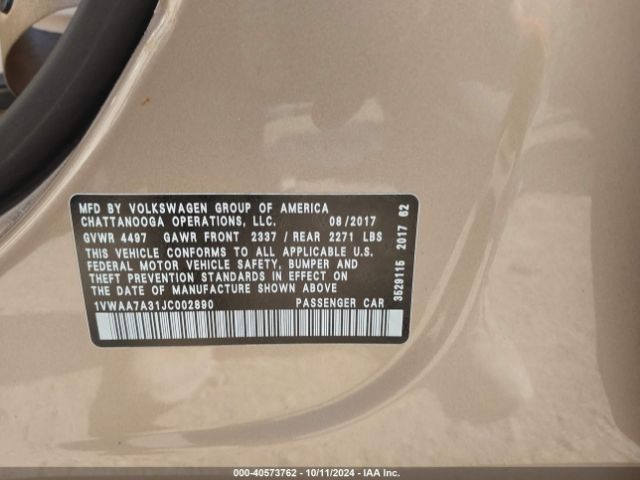 MFD BY VOLKSWAGEN GROUP OF AMERICA
CHATTANOOGA OPERATIONS, LLC. 08/2017
GVWR 4497 GAWR FRONT 2337 / REAR 2271 LBS
THIS VEHICLE CONFORMS TO ALL APPLICABLE U.S.
FEDERAL MOTOR VEHICLE SAFETY, BUMPER AND
THEFT PREVENTION STANDARDS IN EFFECT ON
THE DATE OF MANUFACTURE SHOWN ABOVE
1VWAA7A31JC002890 PASSENGER CAR
3529115 2017 62
000-40573762 - 10/11/2024 - IAA Inc.